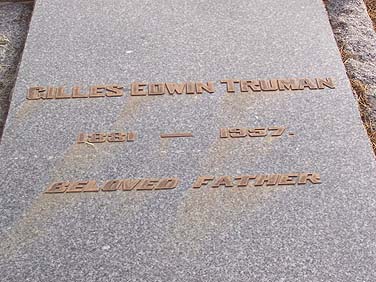 GILLES EDWIN TRUMAN
1881 — 1957.
BELOVED FATHER